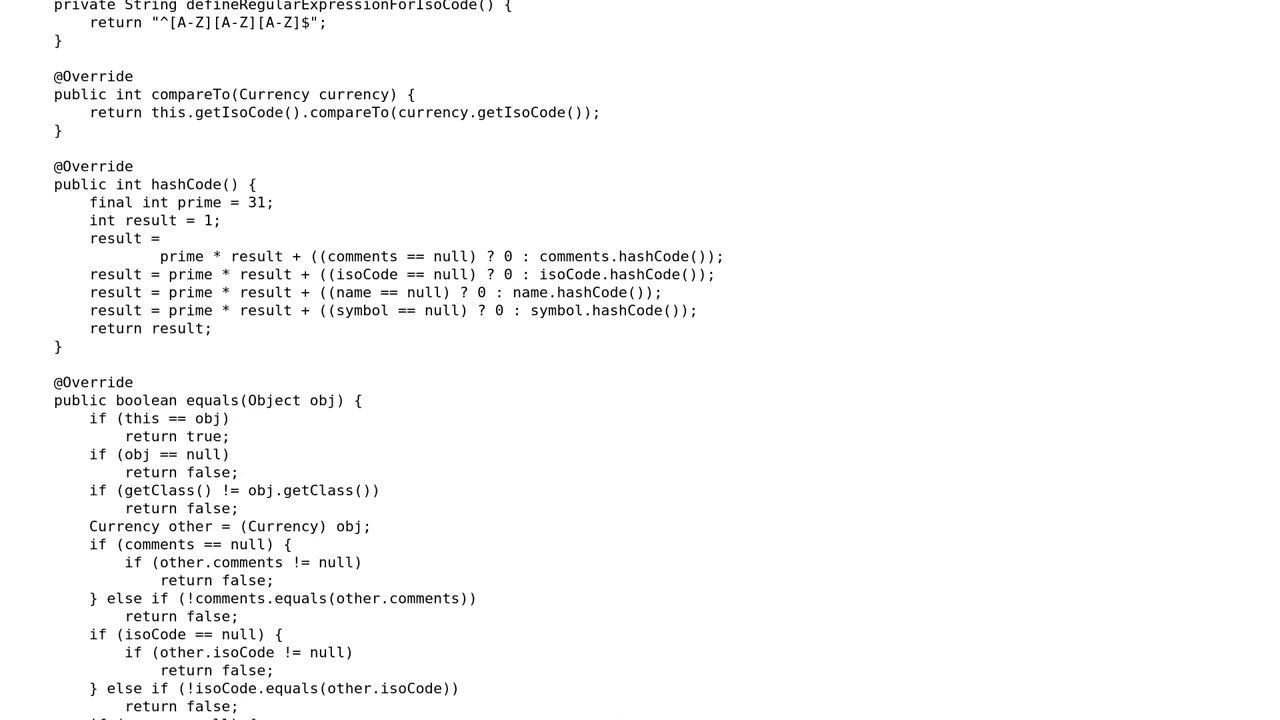 private String defineRegularExpressionForIsoCode() {
return "^[A-Z][A-Z][A-Z]$";
}
@Override
public int compareTo(Currency currency) {
return this.getIsoCode().compareTo(currency.getIsoCode());
}
@Override
public int hashCode() {
final int prime = 31;
int result = 1;
result =
prime * result + ((comments == null) ? 0 : comments.hashCode());
result = prime * result + ((isoCode == null) ? 0 : isoCode.hashCode());
result = prime * result + ((name == null) ? 0 : name.hashCode());
result = prime * result + ((symbol == null) ? 0 : symbol.hashCode());
return result;
}
@Override
public boolean equals(Object obj) {
if (this == obj)
return true;
if (obj == null)
return false;
if (getClass() != obj.getClass())
return false;
Currency other = (Currency) obj;
if (comments == null) {
if (other.comments != null)
return false;
} else if (!comments.equals(other.comments))
return false;
if (isoCode == null) {
if (other.isoCode != null)
return false;
} else if (!isoCode.equals(other.isoCode))
return false;